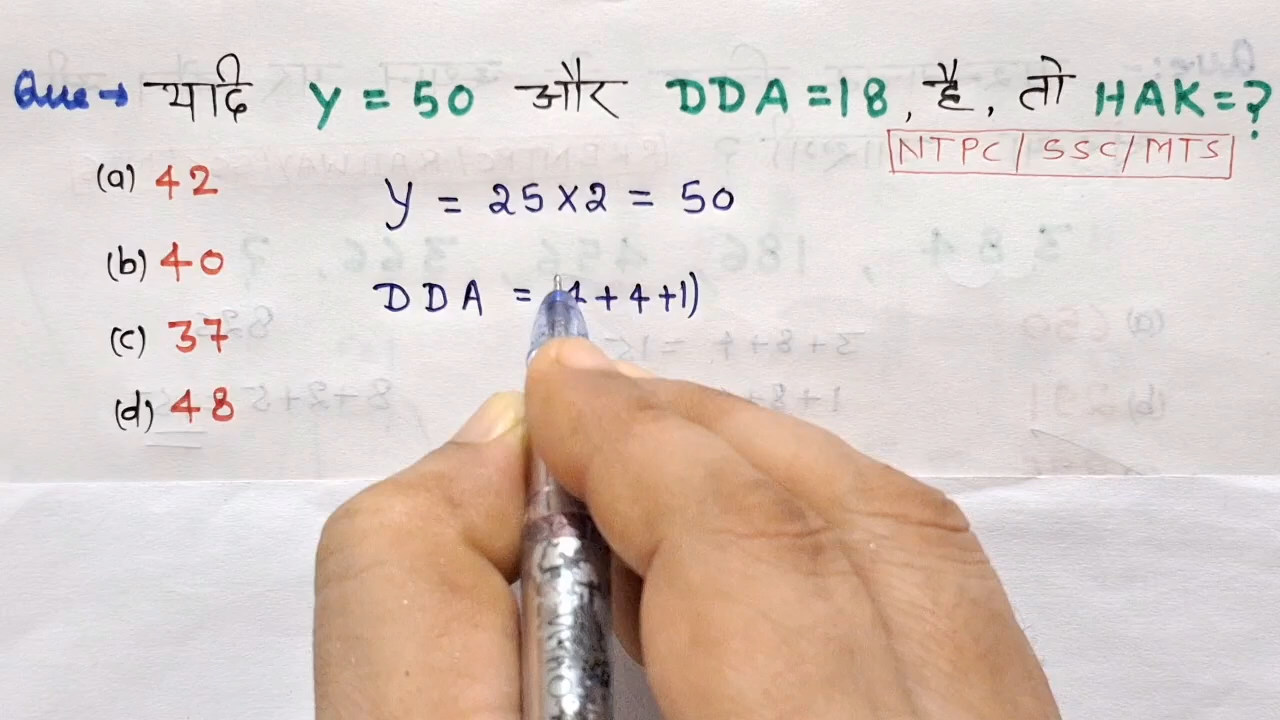 Que → यदि Y = 50 और DDA = 18, है, तो HAK = ?
NTPC / SSC / MTS
(a) 42
(b) 40
(c) 37
(d) 48
Y = 25 × 2 = 50
DDA = (4 + 4 + 1)